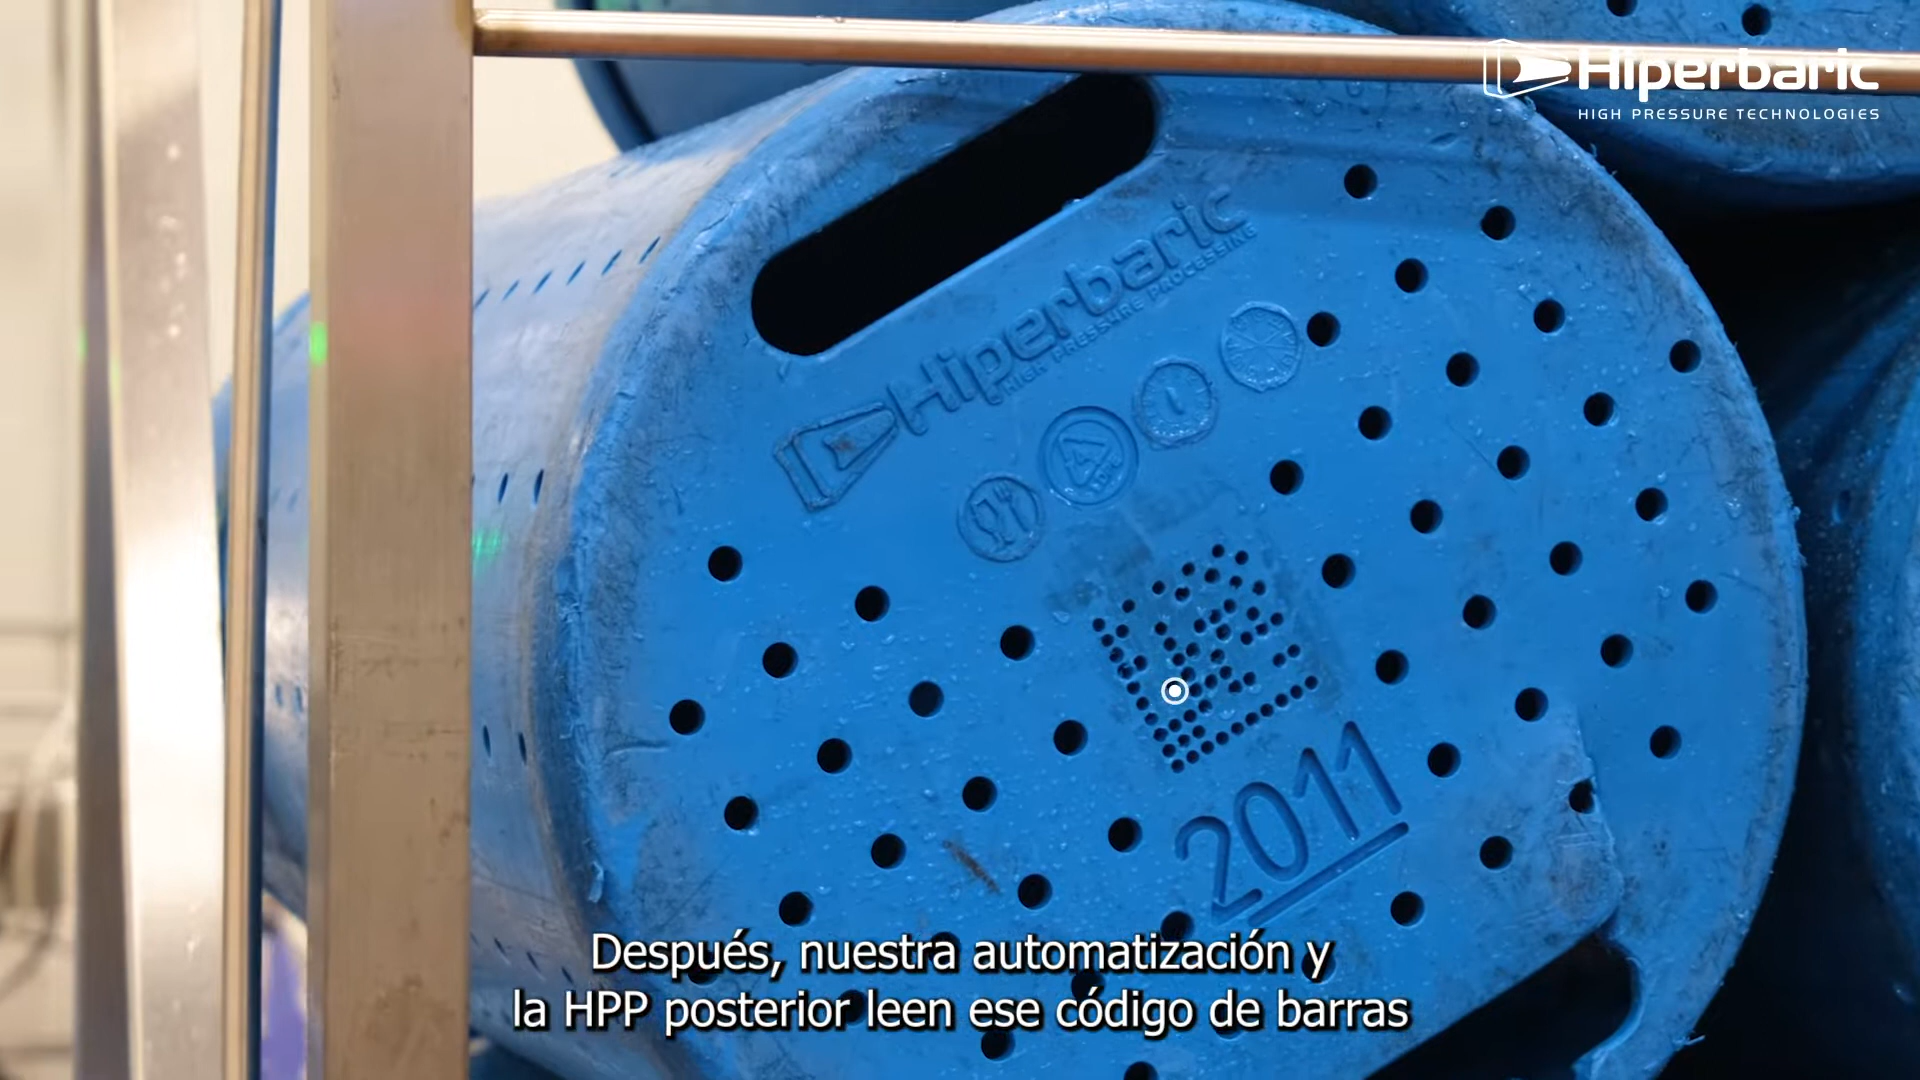 Hiperbaric
HIGH PRESSURE TECHNOLOGIES
Hiperbaric
HIGH PRESSURE PROCESSING
2011
Después, nuestra automatización y
la HPP posterior leen ese código de barras